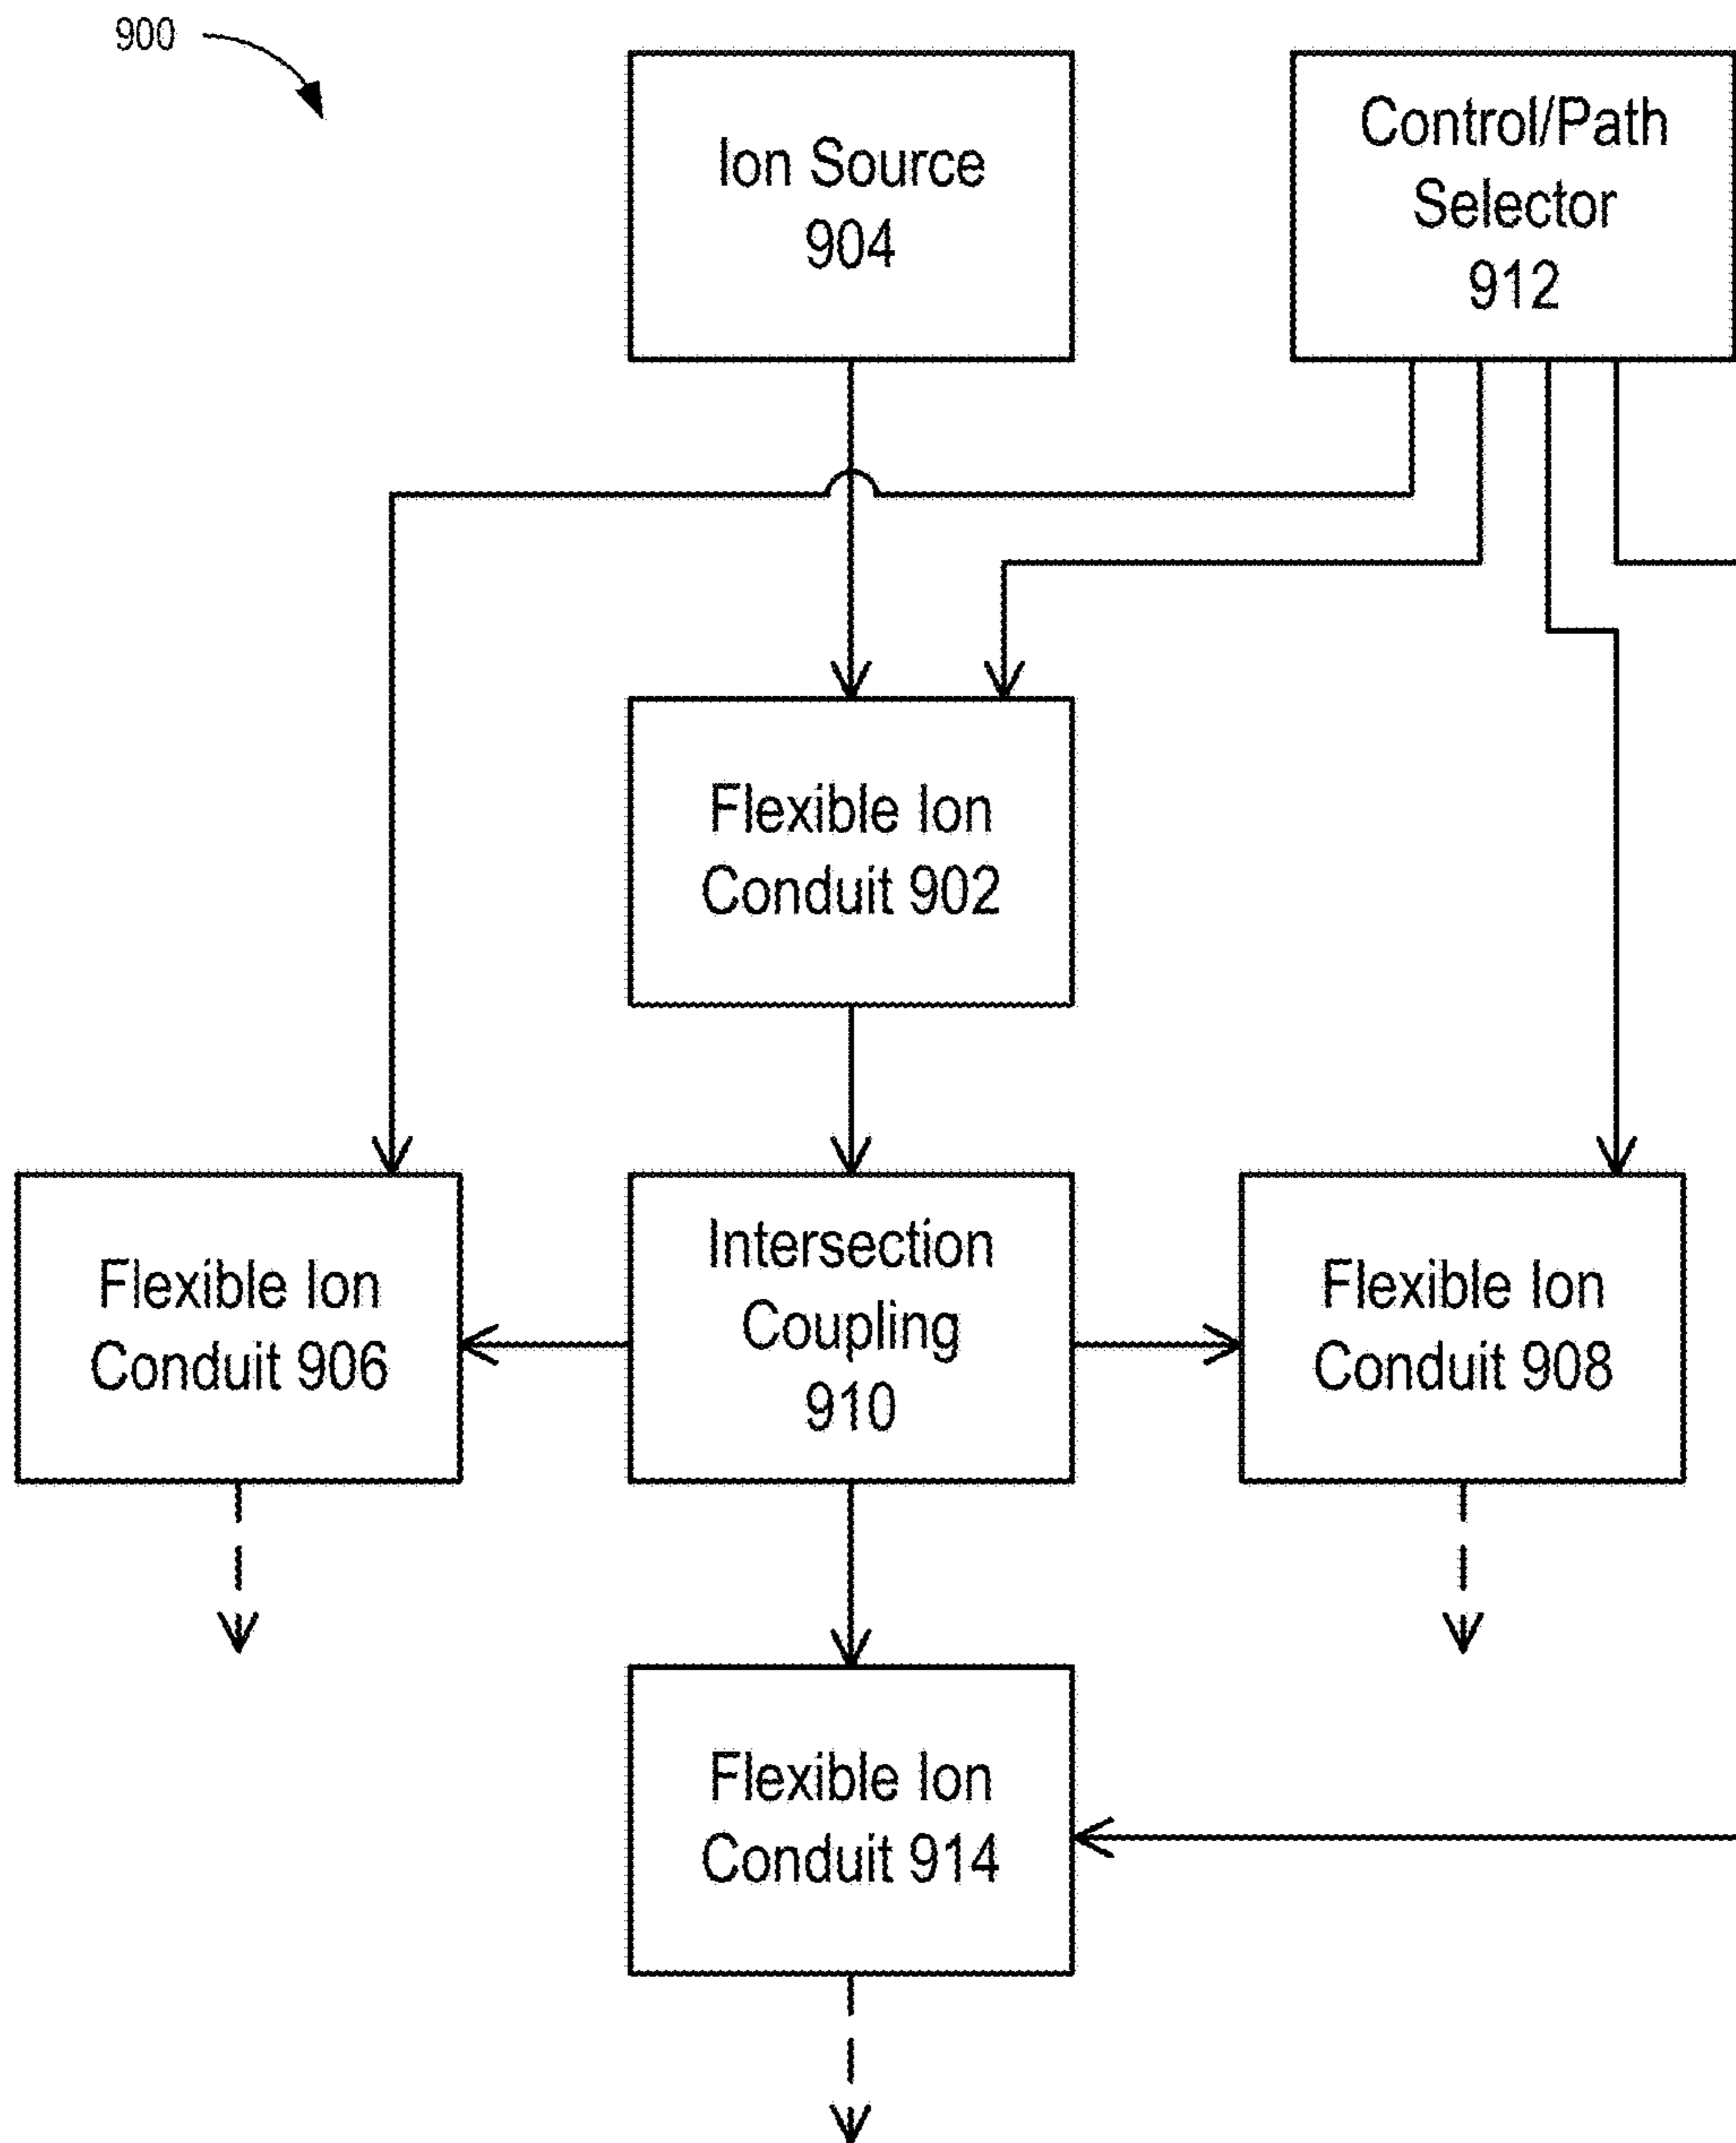 900
Ion Source
904
Control/Path
Selector
912
Flexible Ion
Conduit 902
Flexible Ion
Conduit 906
Intersection
Coupling
910
Flexible Ion
Conduit 908
Flexible Ion
Conduit 914